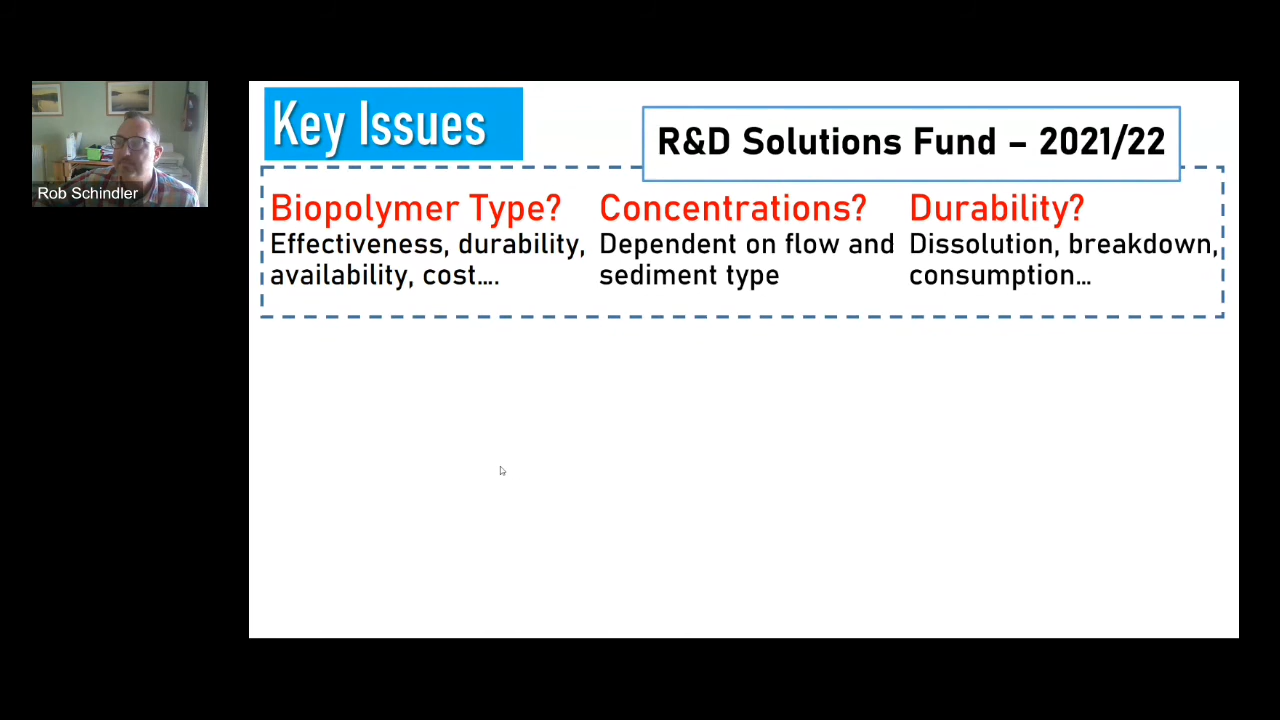 Rob Schindler
Key Issues
R&D Solutions Fund – 2021/22
Biopolymer Type?
Effectiveness, durability,
availability, cost....
Concentrations?
Dependent on flow and
sediment type
Durability?
Dissolution, breakdown,
consumption...